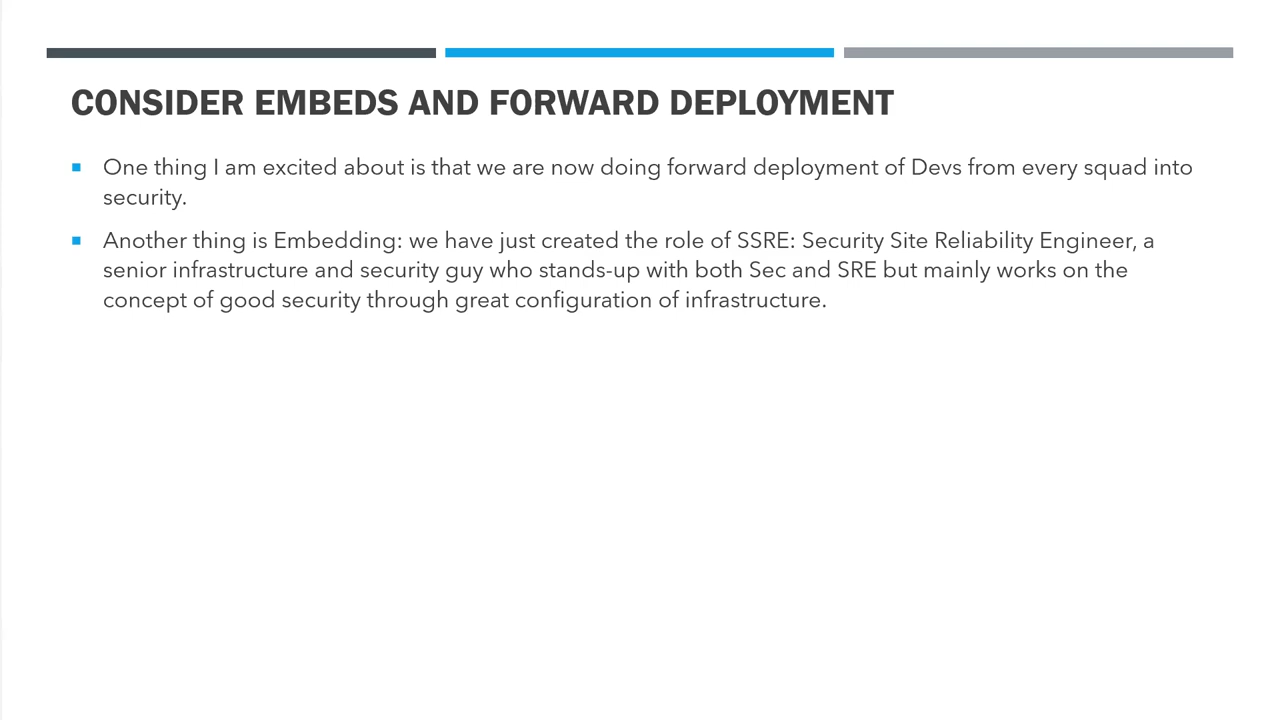 CONSIDER EMBEDS AND FORWARD DEPLOYMENT
One thing I am excited about is that we are now doing forward deployment of Devs from every squad into
security.
Another thing is Embedding: we have just created the role of SSRE: Security Site Reliability Engineer, a
senior infrastructure and security guy who stands-up with both Sec and SRE but mainly works on the
concept of good security through great configuration of infrastructure.